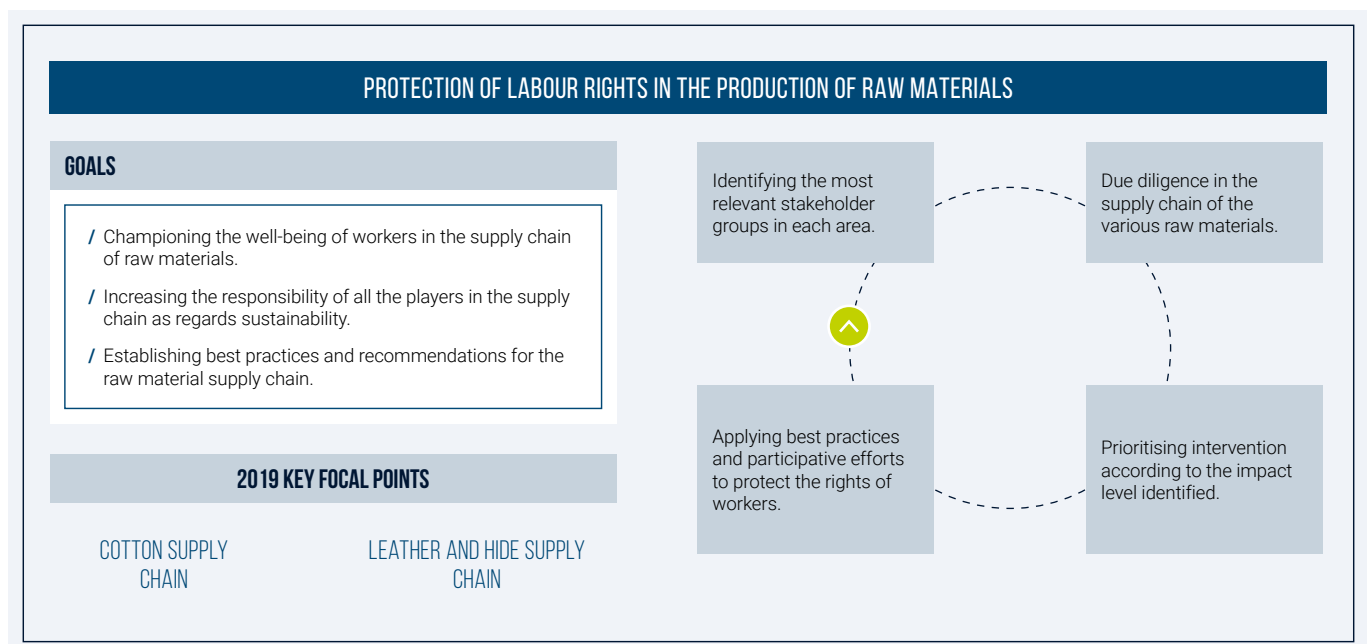 PROTECTION OF LABOUR RIGHTS IN THE PRODUCTION OF RAW MATERIALS
GOALS
/ Championing the well-being of workers in the supply chain
of raw materials.
/ Increasing the responsibility of all the players in the supply
chain as regards sustainability.
/ Establishing best practices and recommendations for the
raw material supply chain.
2019 KEY FOCAL POINTS
COTTON SUPPLY
CHAIN
LEATHER AND HIDE SUPPLY
CHAIN
Identifying the most
relevant stakeholder
groups in each area.
Due diligence in the
supply chain of the
various raw materials.
Applying best practices
and participative efforts
to protect the rights of
workers.
Prioritising intervention
according to the impact
level identified.